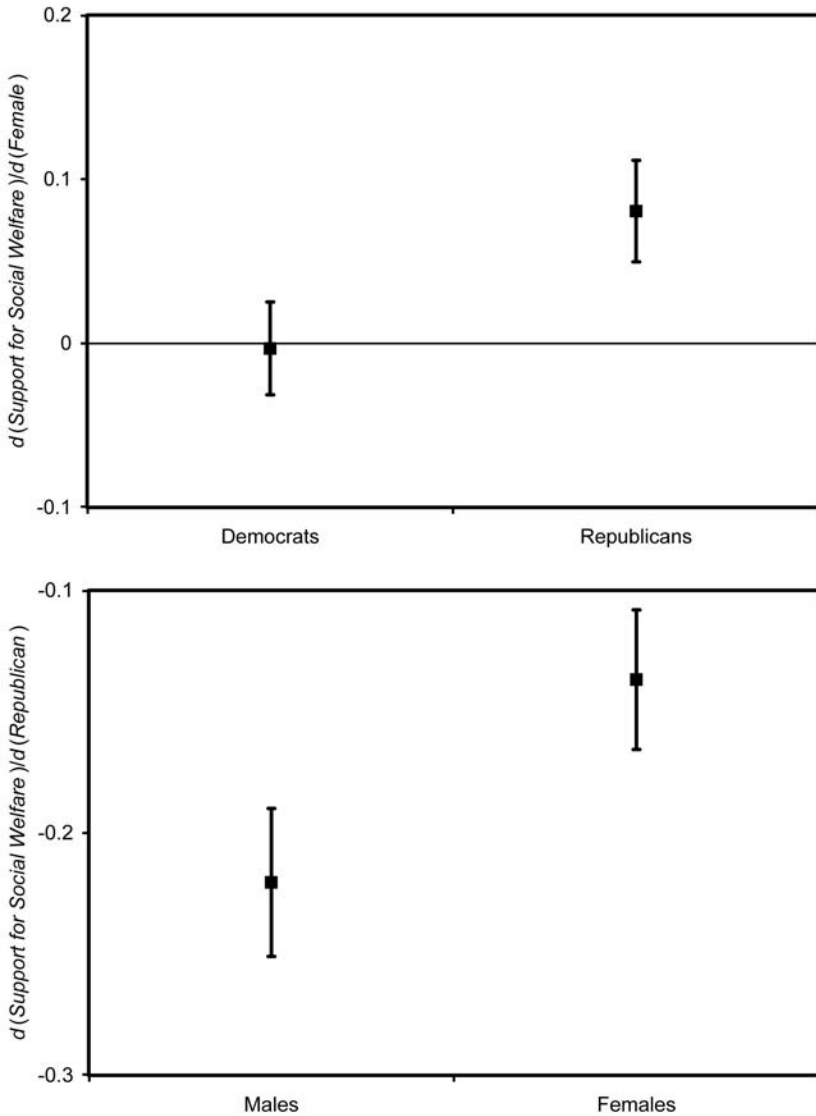 d(Support for Social Welfare)/d(Female)
0.2
0.1
0
-0.1
Democrats Republicans
d(Support for Social Welfare)/d(Republican)
-0.1
-0.2
-0.3
Males Females